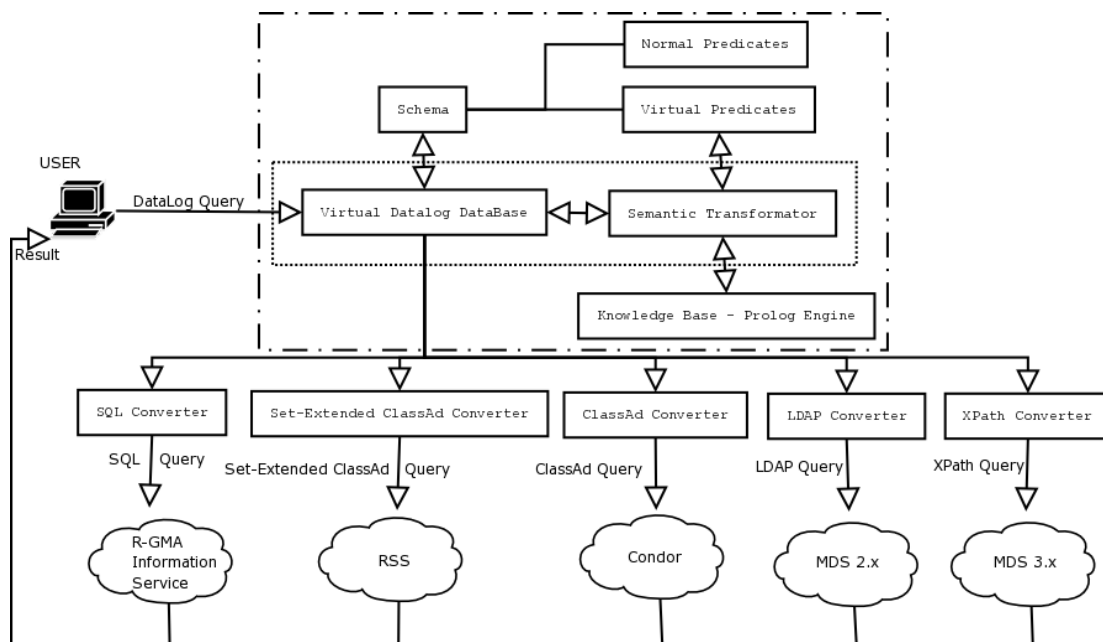 Normal Predicates
Schema
Virtual Predicates
USER
DataLog Query
Virtual Datalog DataBase
Semantic Transformator
Result
Knowledge Base - Prolog Engine
SQL Converter
Set-Extended ClassAd Converter
ClassAd Converter
LDAP Converter
XPath Converter
SQL Query
Set-Extended ClassAd Query
ClassAd Query
LDAP Query
XPath Query
R-GMA
Information
Service
RSS
Condor
MDS 2.x
MDS 3.x